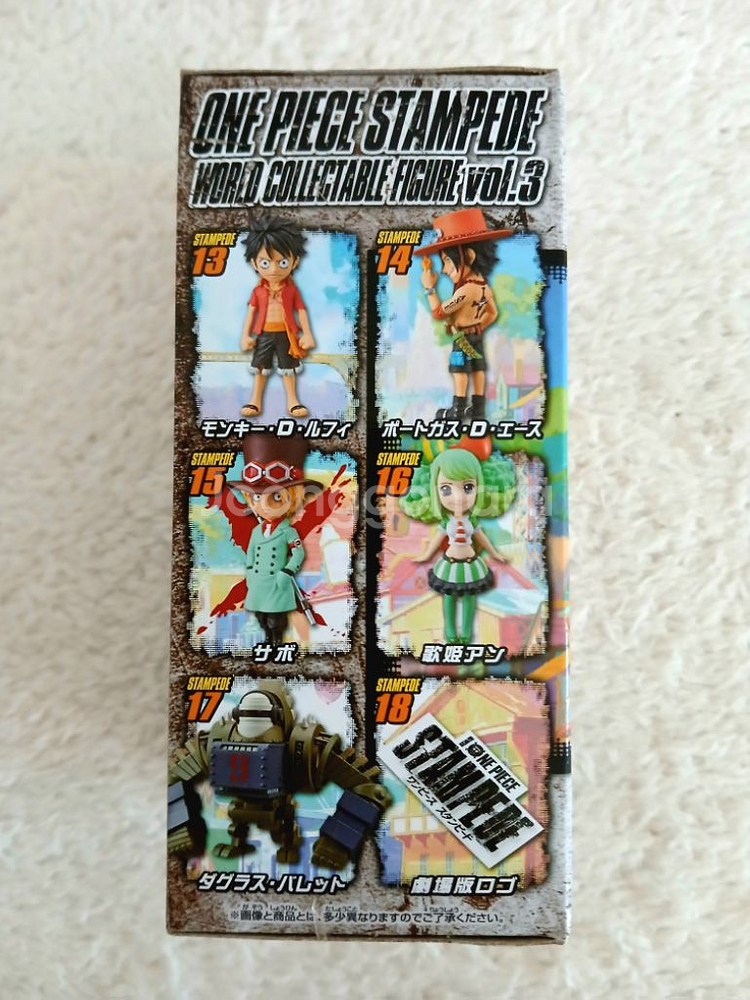 ONE PIECE STAMPEDE
WORLD COLLECTABLE FIGURE vol.3
STAMPEDE
13
モンキー・D・ルフィ
STAMPEDE
14
ポートガス・D・エース
STAMPEDE
15
サボ
STAMPEDE
16
歌姫アン
joonggonara
STAMPEDE
17
9
ダグラス・バレット
STAMPEDE
18
ONE PIECE
STAMPEDE
ワンピース スタンピード
劇場版ロゴ
※画像と商品とは、多少異なりますのでご了承ください。